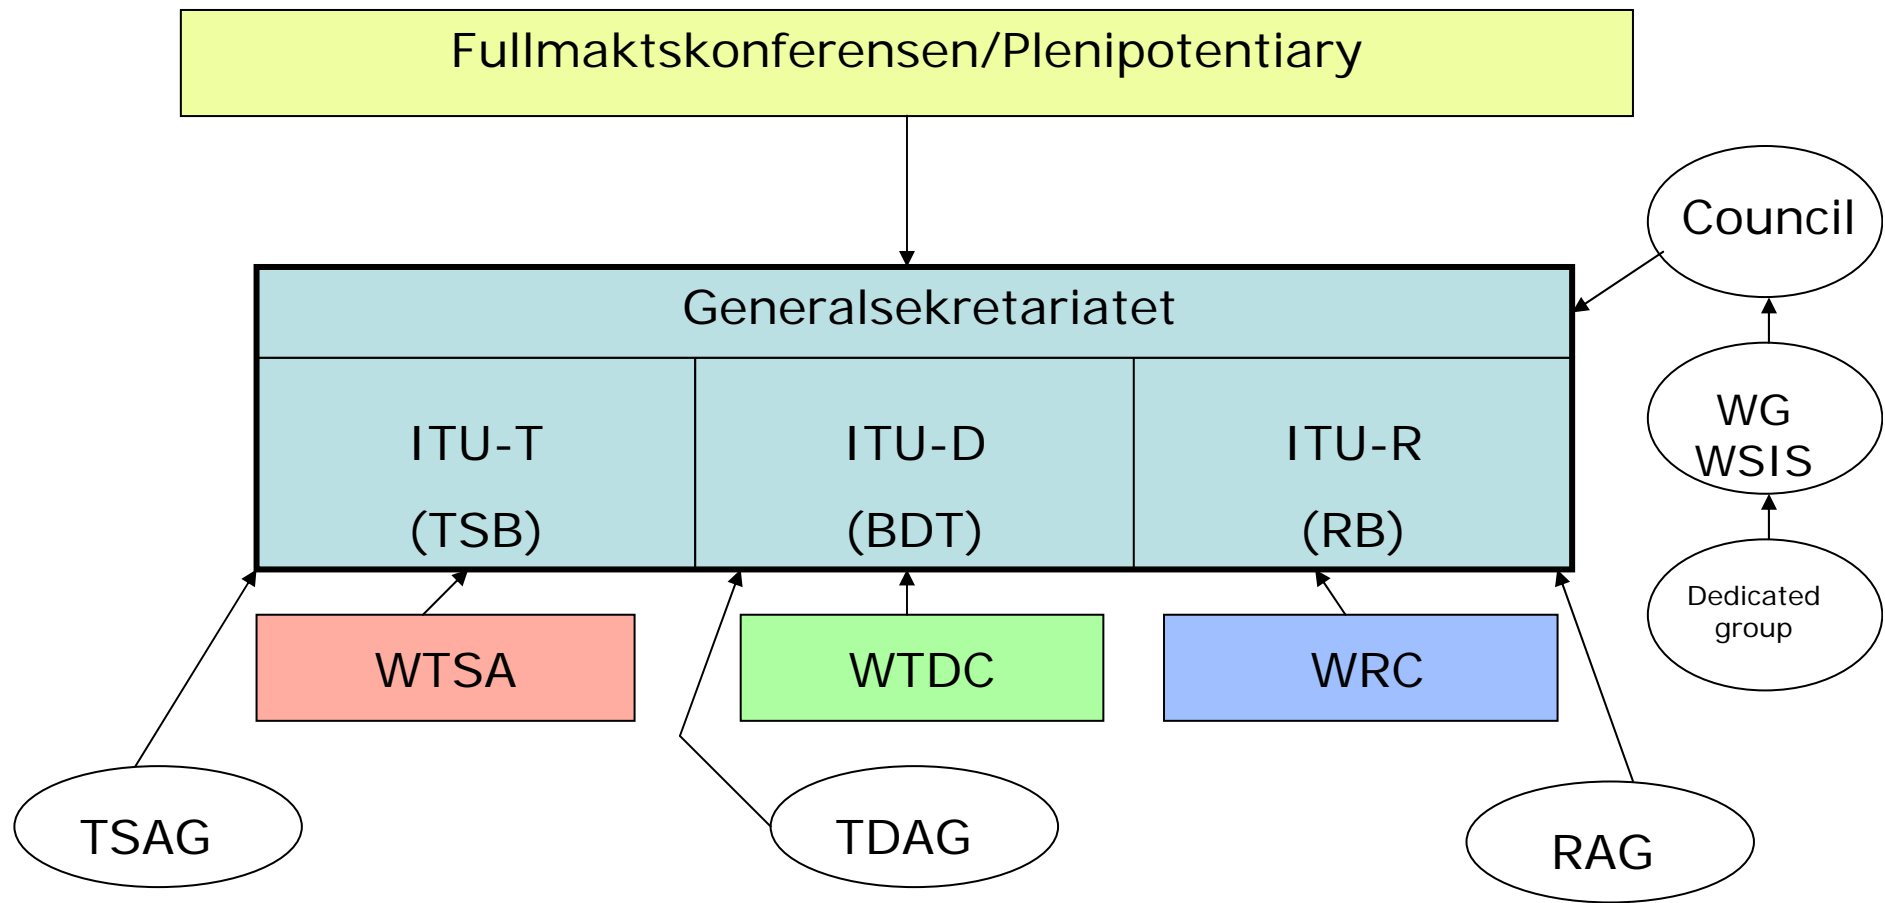 Fullmaktskonferensen/Plenipotentiary
Council
Generalsekretariatet
WG
WSIS
ITU-T
(TSB)
ITU-D
(BDT)
ITU-R
(RB)
Dedicated
group
WTSA
WTDC
WRC
TSAG
TDAG
RAG